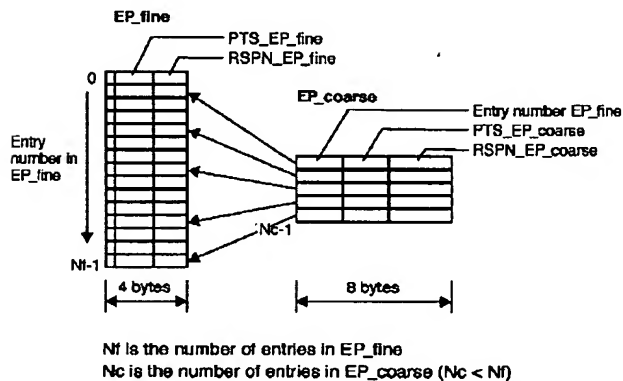 EP_fine
PTS_EP_fine
RSPN_EP_fine
0
EP_coarse
Entry number EP_fine
PTS_EP_coarse
RSPN_EP_coarse
Entry
number in
EP_fine
Nc-1
Nf-1
4 bytes
8 bytes
Nf is the number of entries in EP_fine
Nc is the number of entries in EP_coarse (Nc < Nf)